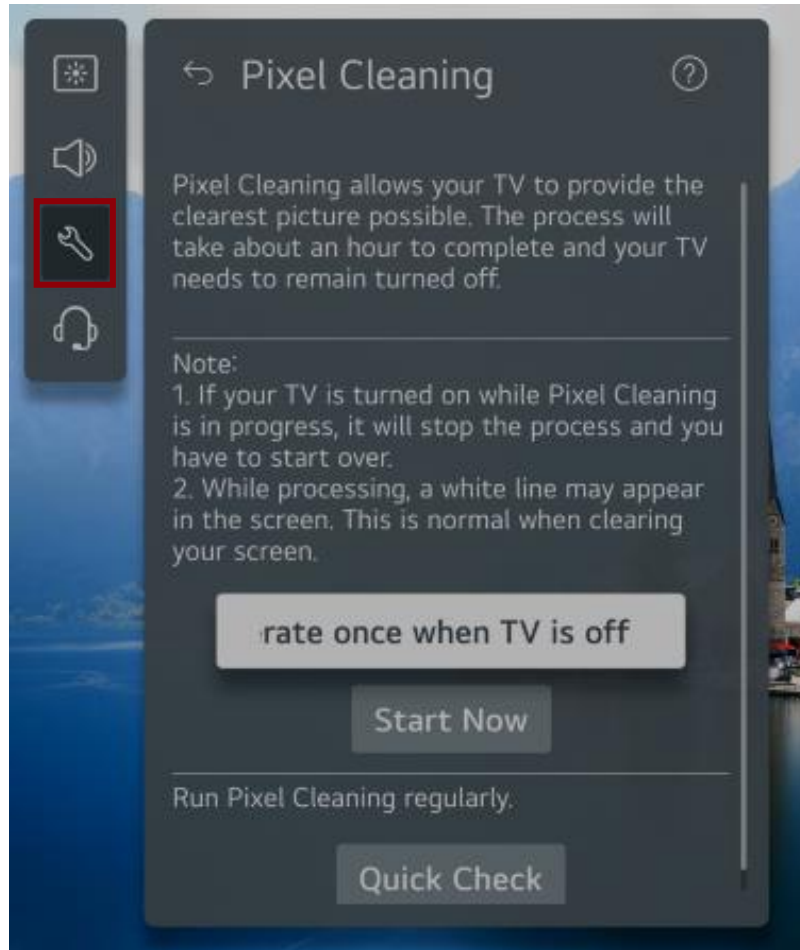 Pixel Cleaning
Pixel Cleaning allows your TV to provide the
clearest picture possible. The process will
take about an hour to complete and your TV
needs to remain turned off.
Note:
1. If your TV is turned on while Pixel Cleaning
is in progress, it will stop the process and you
have to start over.
2. While processing, a white line may appear
in the screen. This is normal when clearing
your screen.
rate once when TV is off
Start Now
Run Pixel Cleaning regularly.
Quick Check